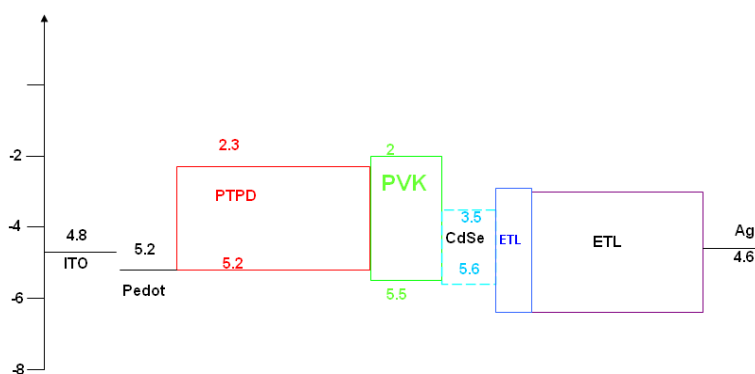 2.3
2
-2
PVK
PTPD
3.5
4.8
5.2
CdSe
ETL
ETL
Ag
-4
ITO
5.2
5.6
4.6
Pedot
5.5
-6
-8